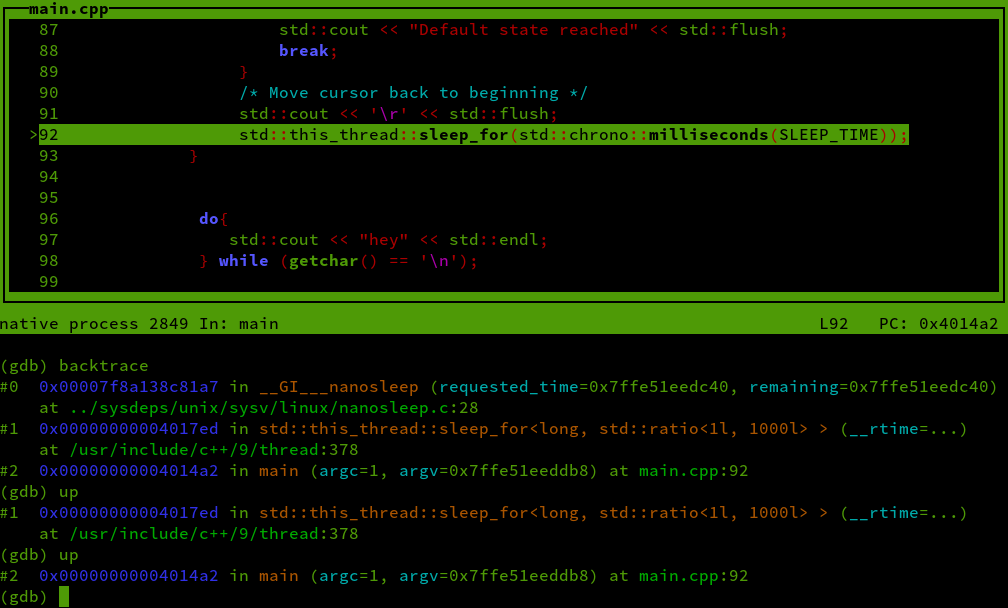 main.cpp
87 std::cout << "Default state reached" << std::flush;
88 break;
89 }
90 /* Move cursor back to beginning */
91 std::cout << '\r' << std::flush;
>92 std::this_thread::sleep_for(std::chrono::milliseconds(SLEEP_TIME));
93 }
94
95
96 do{
97 std::cout << "hey" << std::endl;
98 } while (getchar() == '\n');
99
native process 2849 In: main L92 PC: 0x4014a2
(gdb) backtrace
#0 0x00007f8a138c81a7 in __GI___nanosleep (requested_time=0x7ffe51eedc40, remaining=0x7ffe51eedc40)
at ../sysdeps/unix/sysv/linux/nanosleep.c:28
#1 0x00000000004017ed in std::this_thread::sleep_for<long, std::ratio<1l, 1000l> > (__rtime=...)
at /usr/include/c++/9/thread:378
#2 0x00000000004014a2 in main (argc=1, argv=0x7ffe51eeddb8) at main.cpp:92
(gdb) up
#1 0x00000000004017ed in std::this_thread::sleep_for<long, std::ratio<1l, 1000l> > (__rtime=...)
at /usr/include/c++/9/thread:378
(gdb) up
#2 0x00000000004014a2 in main (argc=1, argv=0x7ffe51eeddb8) at main.cpp:92
(gdb)